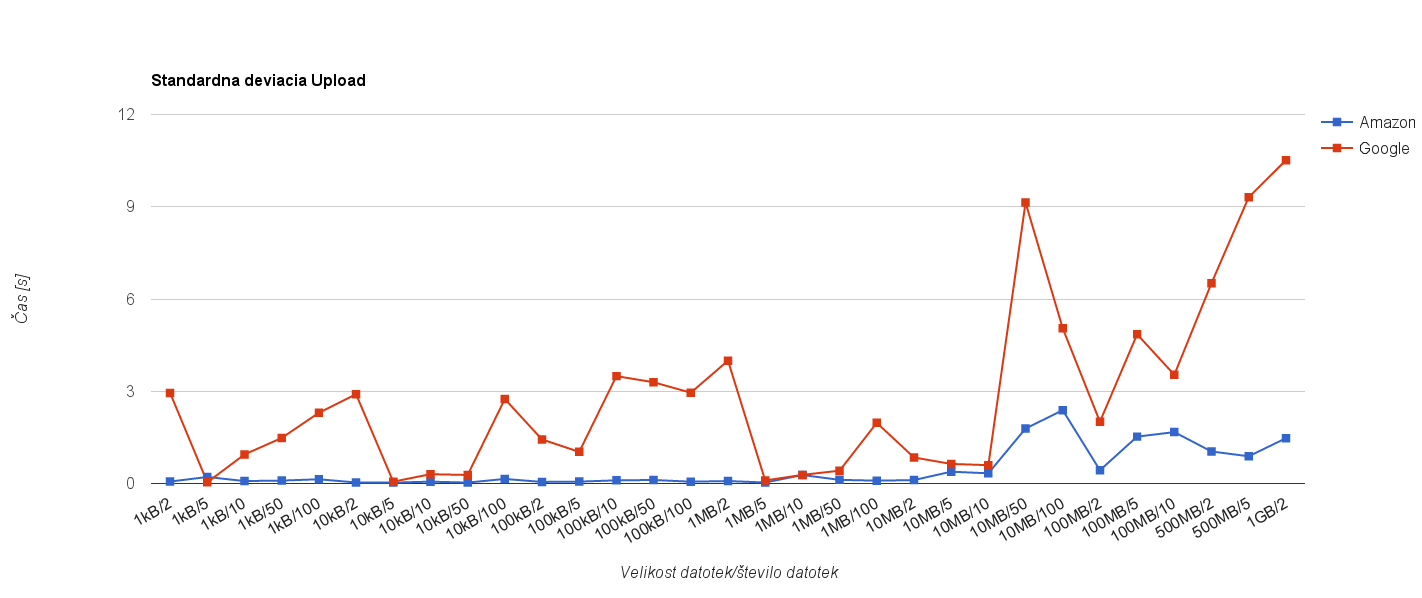 Standardna deviacia Upload
12
9
6
3
0
Čas [s]
Amazon
Google
1kB/2
1kB/5
1kB/10
1kB/50
1kB/100
10kB/2
10kB/5
10kB/10
10kB/50
10kB/100
100kB/2
100kB/5
100kB/10
100kB/50
100kB/100
1MB/2
1MB/5
1MB/10
1MB/50
1MB/100
10MB/2
10MB/5
10MB/10
10MB/50
10MB/100
100MB/2
100MB/5
100MB/10
500MB/2
500MB/5
1GB/2
Velikost datotek/število datotek